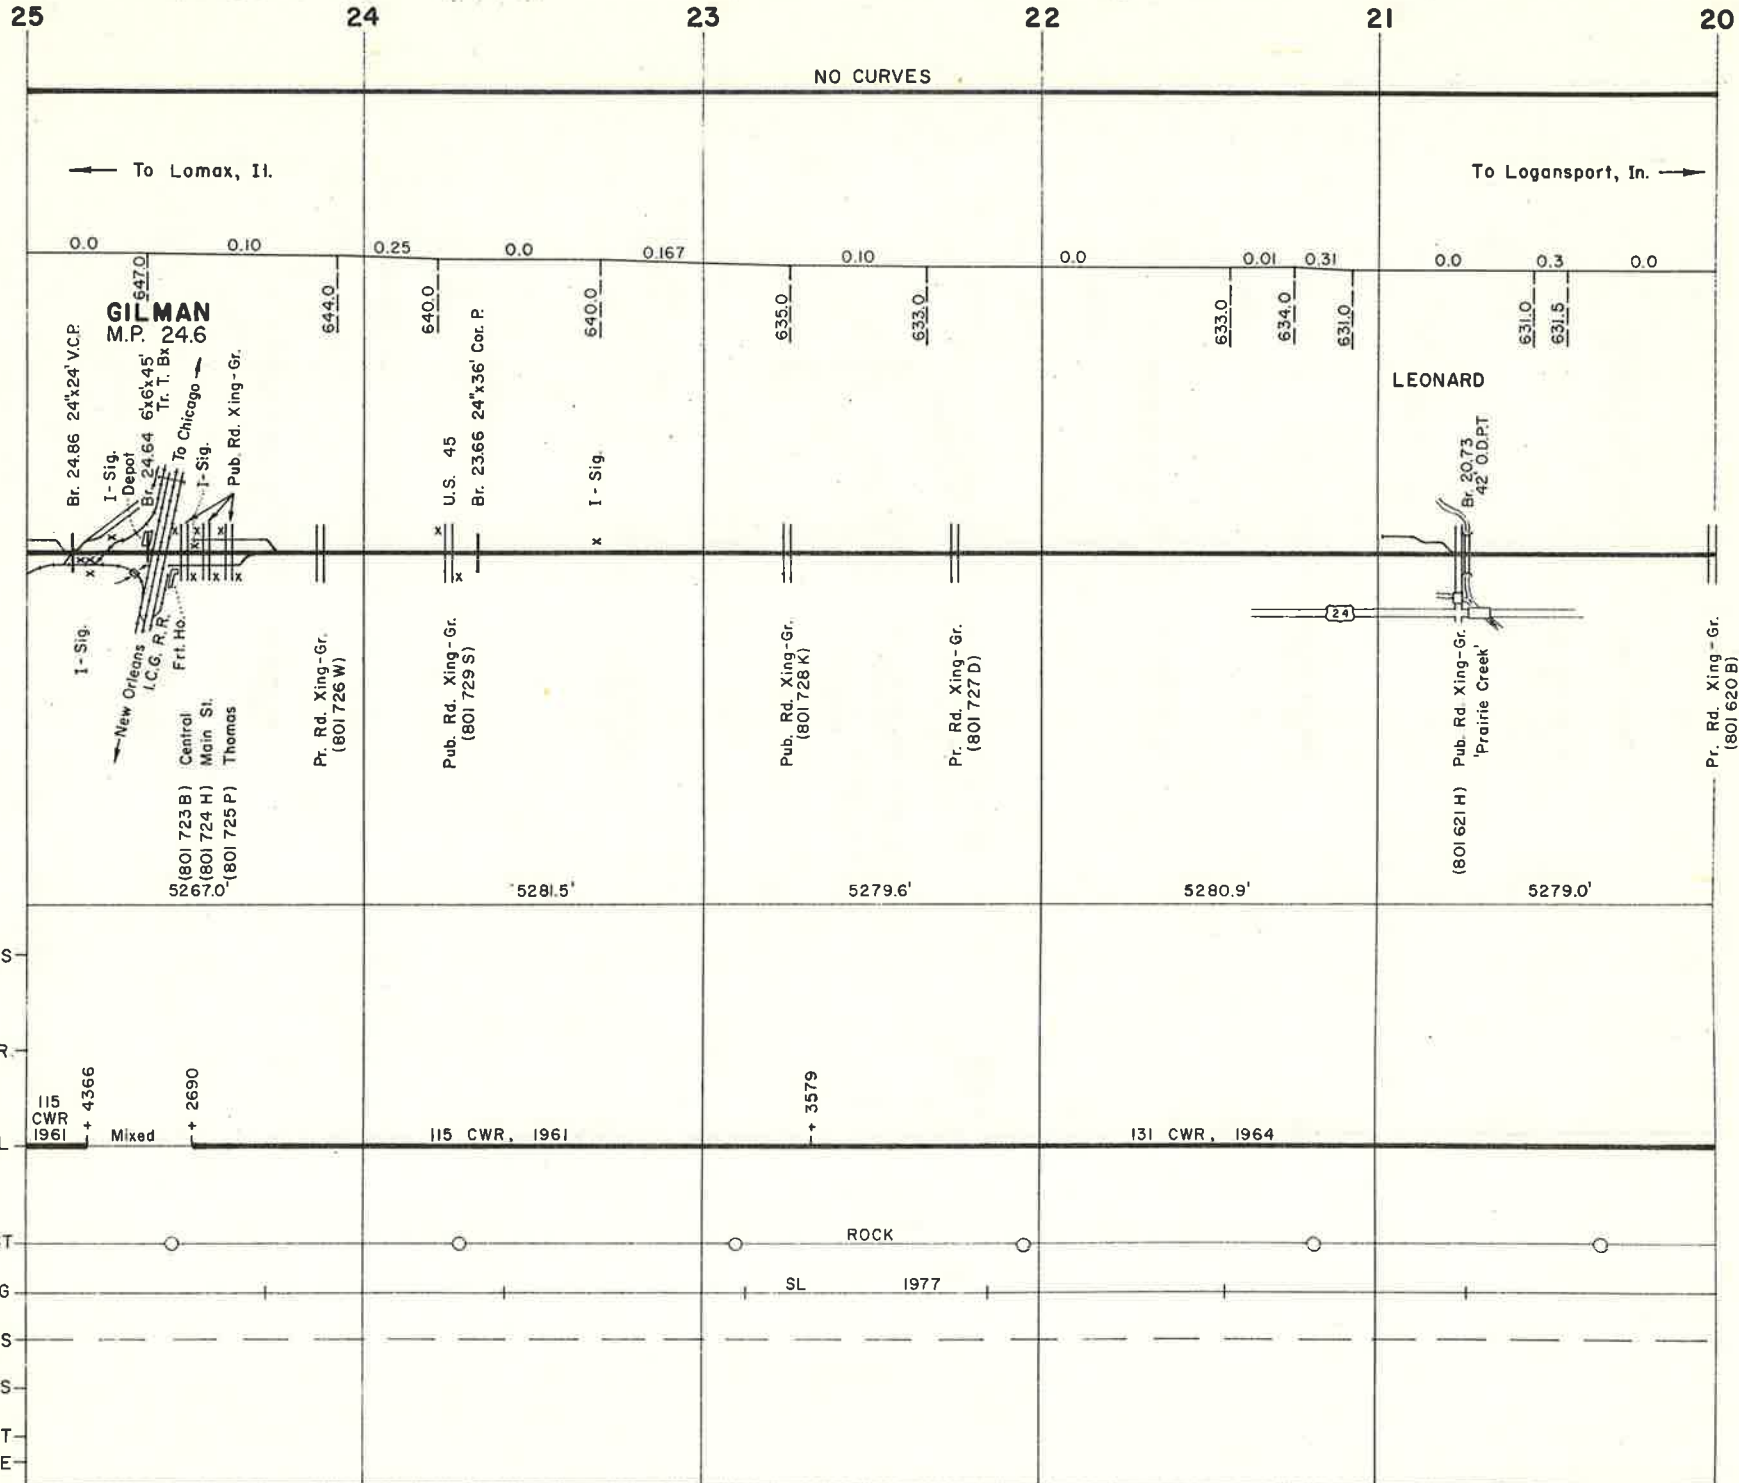 25 24 23 22 21 20
NO CURVES
To Lomax, Il.
To Logansport, In.
0.0 0.10 0.25 0.0 0.167 0.10 0.0 0.01 0.31 0.0 0.3 0.0
647.0
644.0
640.0
640.0
635.0
633.0
633.0
634.0
631.0
631.0
631.5
GILMAN
M.P. 24.6
LEONARD
Br. 24.86 24"x24' V.C.P.
I-Sig.
Depot
Br. 24.64 6'x6'x45'
Tr. T. Bx
To Chicago
I-Sig.
Pub. Rd. Xing-Gr.
U.S. 45
Br. 23.66 24"x36' Cor. P.
I-Sig.
Br. 20.73
42' O.D.P.T
24
I-Sig.
New Orleans
I.C.G. R.R.
Frt. Ho.
(801 723 B) Central
(801 724 H) Main St.
(801 725 P) Thomas
Pr. Rd. Xing-Gr.
(801 726 W)
Pub. Rd. Xing-Gr.
(801 729 S)
Pub. Rd. Xing-Gr.
(801 728 K)
Pr. Rd. Xing-Gr.
(801 727 D)
(801 621 H) Pub. Rd. Xing-Gr.
'Prairie Creek'
Pr. Rd. Xing-Gr.
(801 620 B)
5267.0' 5281.5' 5279.6' 5280.9' 5279.0'
S
R.
115
CWR
1961
+ 4366
Mixed
+ 2690
115 CWR, 1961
+ 3579
131 CWR, 1964
L
T
ROCK
G
SL 1977
S
S
T
E